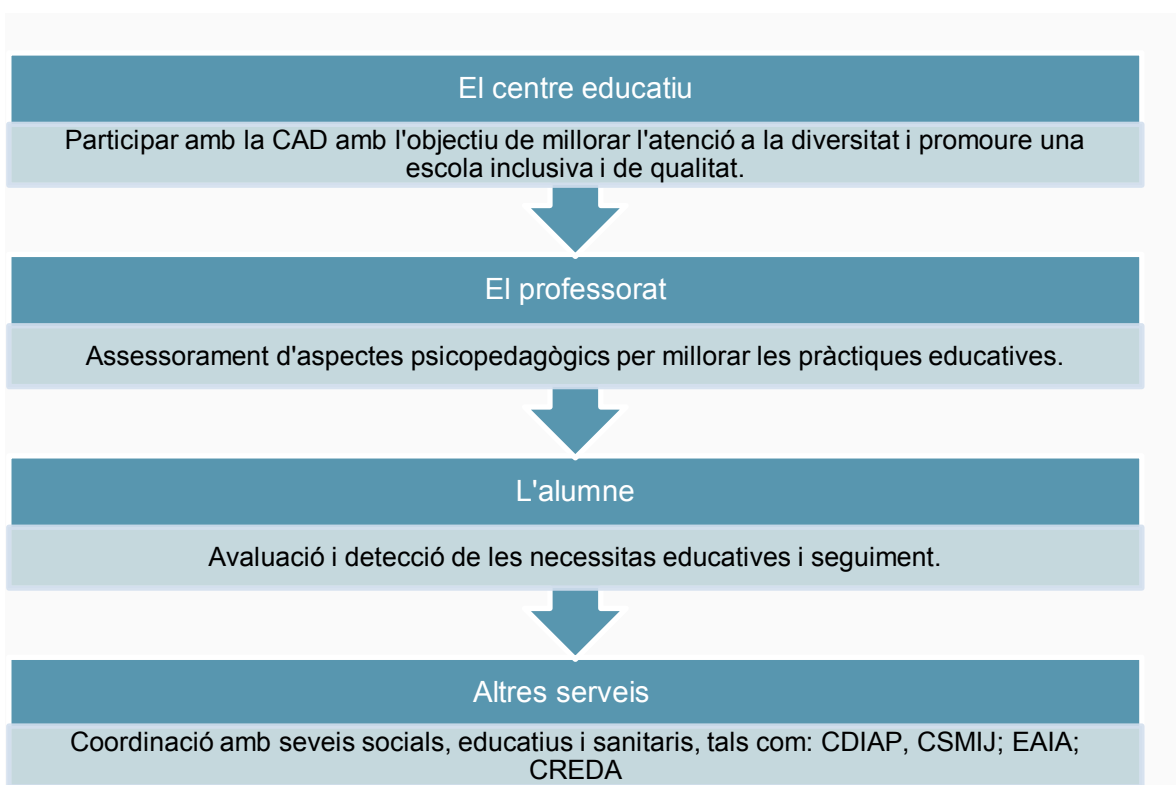 El centre educatiu
Participar amb la CAD amb l'objectiu de millorar l'atenció a la diversitat i promoure una
escola inclusiva i de qualitat.
El professorat
Assessorament d'aspectes psicopedagògics per millorar les pràctiques educatives.
L'alumne
Avaluació i detecció de les necessitas educatives i seguiment.
Altres serveis
Coordinació amb seveis socials, educatius i sanitaris, tals com: CDIAP, CSMIJ; EAIA;
CREDA